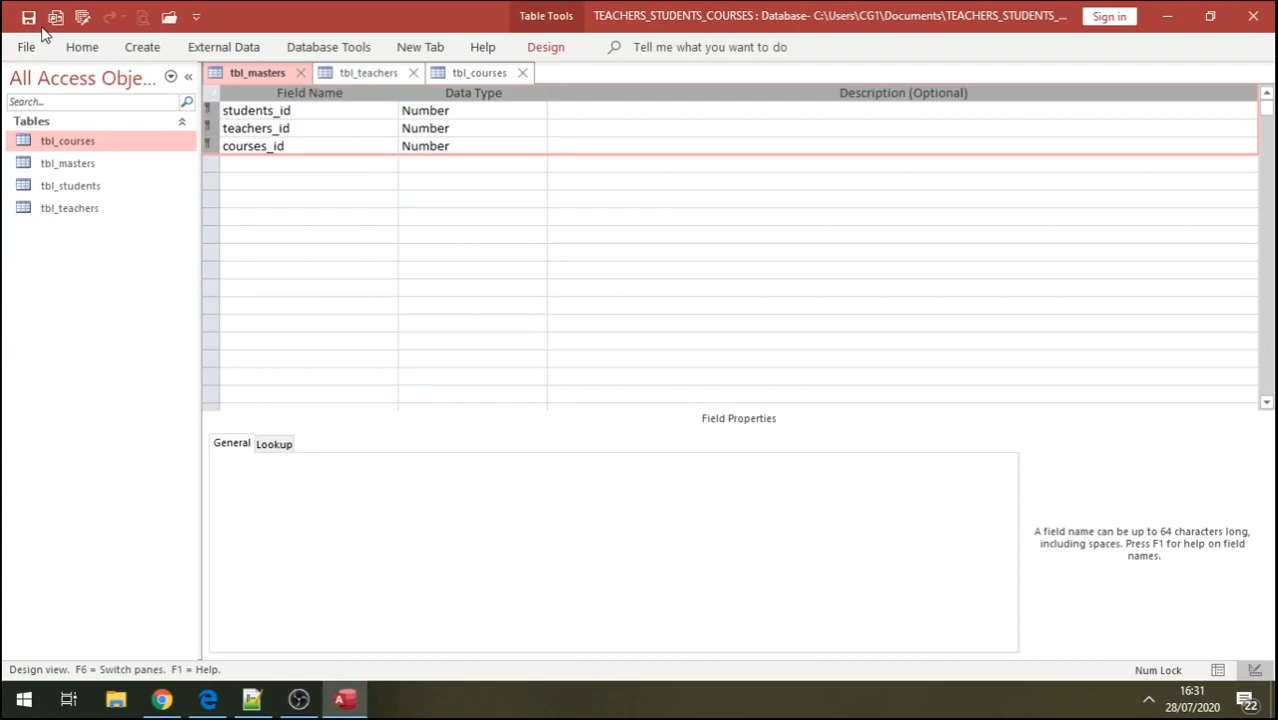 Table Tools
TEACHERS_STUDENTS_COURSES : Database- C:\Users\CG1\Documents\TEACHERS_STUDENTS_...
Sign in
File Home Create External Data Database Tools New Tab Help Design Tell me what you want to do
All Access Obje...
Search...
Tables
tbl_courses
tbl_masters
tbl_students
tbl_teachers
tbl_masters tbl_teachers tbl_courses
Field Name Data Type Description (Optional)
students_id Number
teachers_id Number
courses_id Number
Field Properties
General Lookup
A field name can be up to 64 characters long,
including spaces. Press F1 for help on field
names.
Design view. F6 = Switch panes. F1 = Help.
Num Lock
16:31
28/07/2020
22